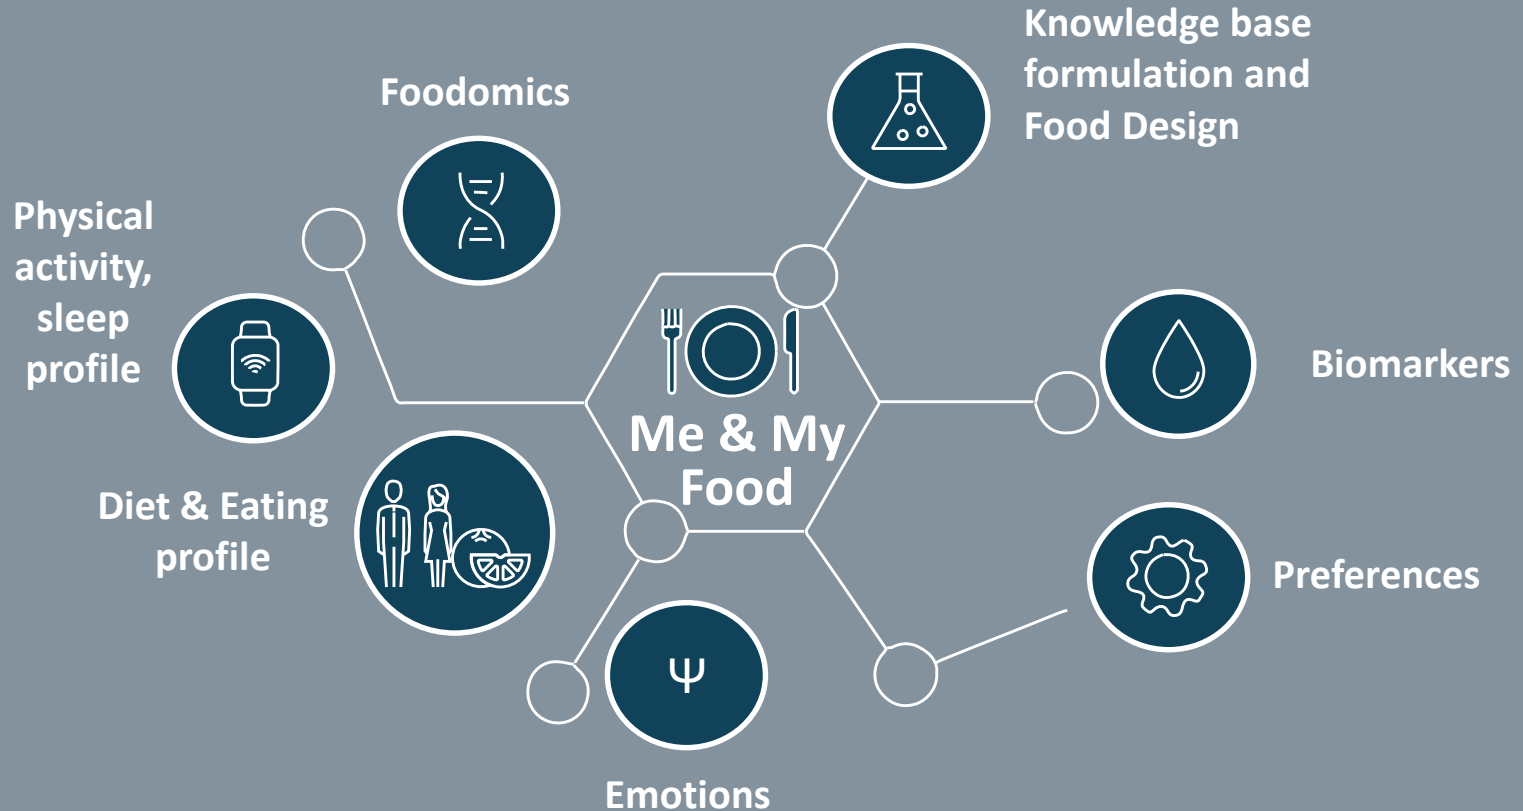 Knowledge base
formulation and
Food Design
Foodomics
Physical
activity,
sleep
profile
Biomarkers
Me & My
Food
Diet & Eating
profile
Preferences
Ψ
Emotions